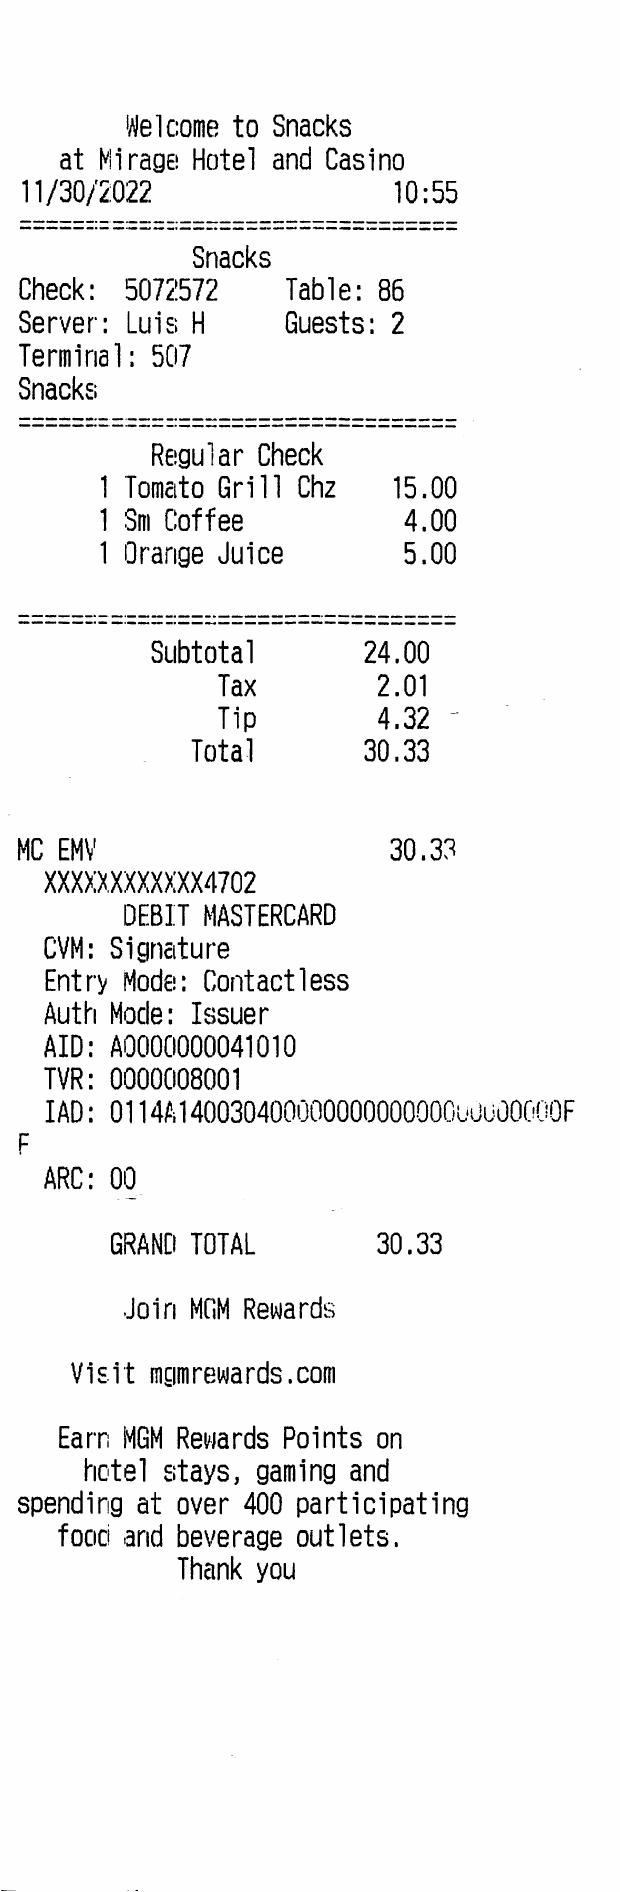 Welcome to Snacks
at Mirage Hotel and Casino
11/30/2022 10:55
=================================
Snacks
Check: 5072572 Table: 86
Server: Luis H Guests: 2
Terminal: 507
Snacks
=================================
Regular Check
1 Tomato Grill Chz 15.00
1 Sm Coffee 4.00
1 Orange Juice 5.00
=================================
Subtotal 24.00
Tax 2.01
Tip 4.32
Total 30.33
MC EMV 30.33
XXXXXXXXXXXX4702
DEBIT MASTERCARD
CVM: Signature
Entry Mode: Contactless
Auth Mode: Issuer
AID: A0000000041010
TVR: 0000008001
IAD:
F
ARC: 00
GRAND TOTAL 30.33
Join MGM Rewards
Visit mgmrewards.com
Earn MGM Rewards Points on
hotel stays, gaming and
spending at over 400 participating
food and beverage outlets.
Thank you